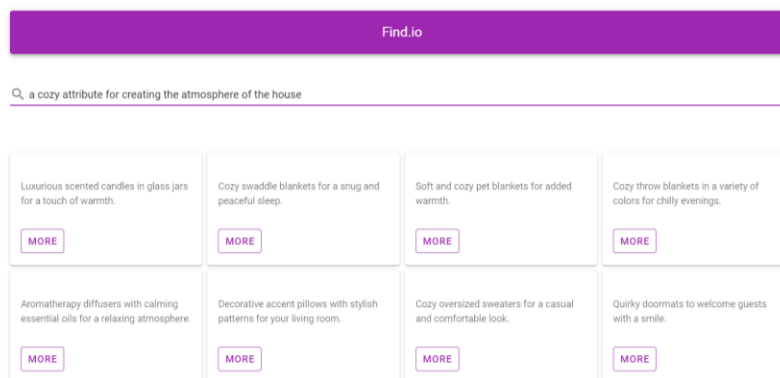 Find.io
a cozy attribute for creating the atmosphere of the house
Luxurious scented candles in glass jars
for a touch of warmth.
MORE
Cozy swaddle blankets for a snug and
peaceful sleep.
MORE
Soft and cozy pet blankets for added
warmth.
MORE
Cozy throw blankets in a variety of
colors for chilly evenings.
MORE
Aromatherapy diffusers with calming
essential oils for a relaxing atmosphere.
MORE
Decorative accent pillows with stylish
patterns for your living room.
MORE
Cozy oversized sweaters for a casual
and comfortable look.
MORE
Quirky doormats to welcome guests
with a smile.
MORE